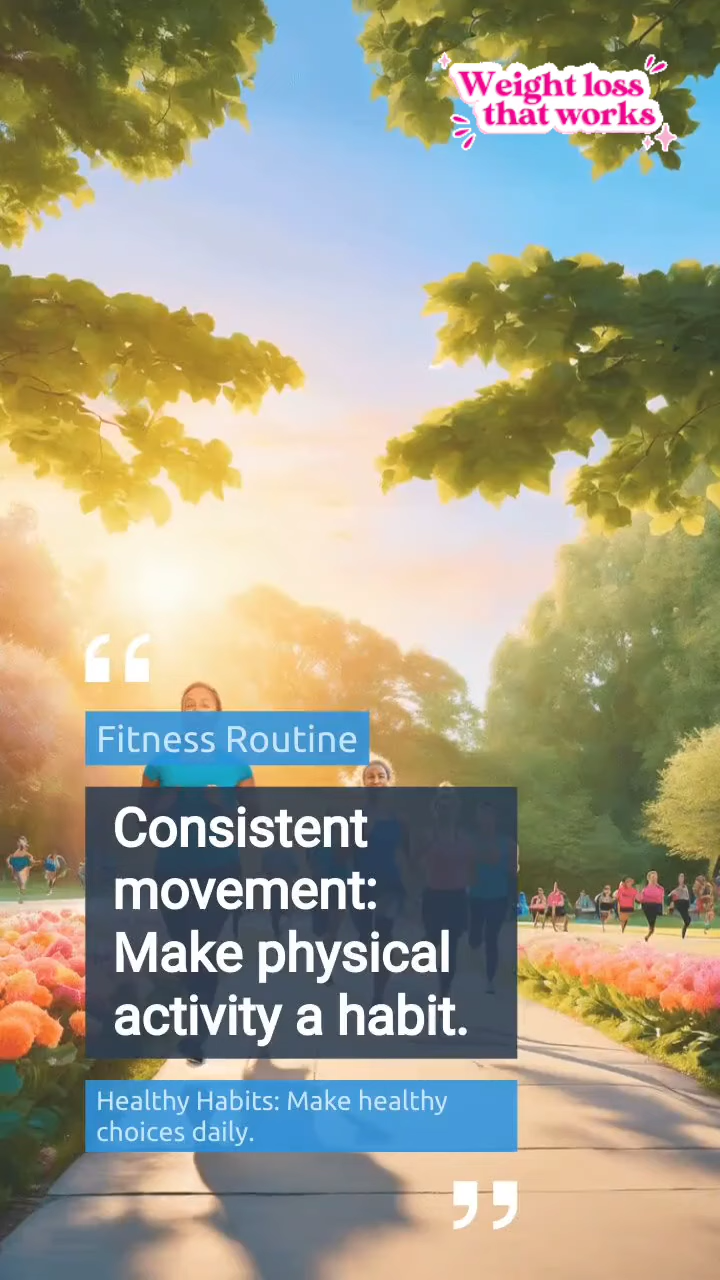 Weight loss
that works
“
Fitness Routine
Consistent
movement:
Make physical
activity a habit.
Healthy Habits: Make healthy
choices daily.
”